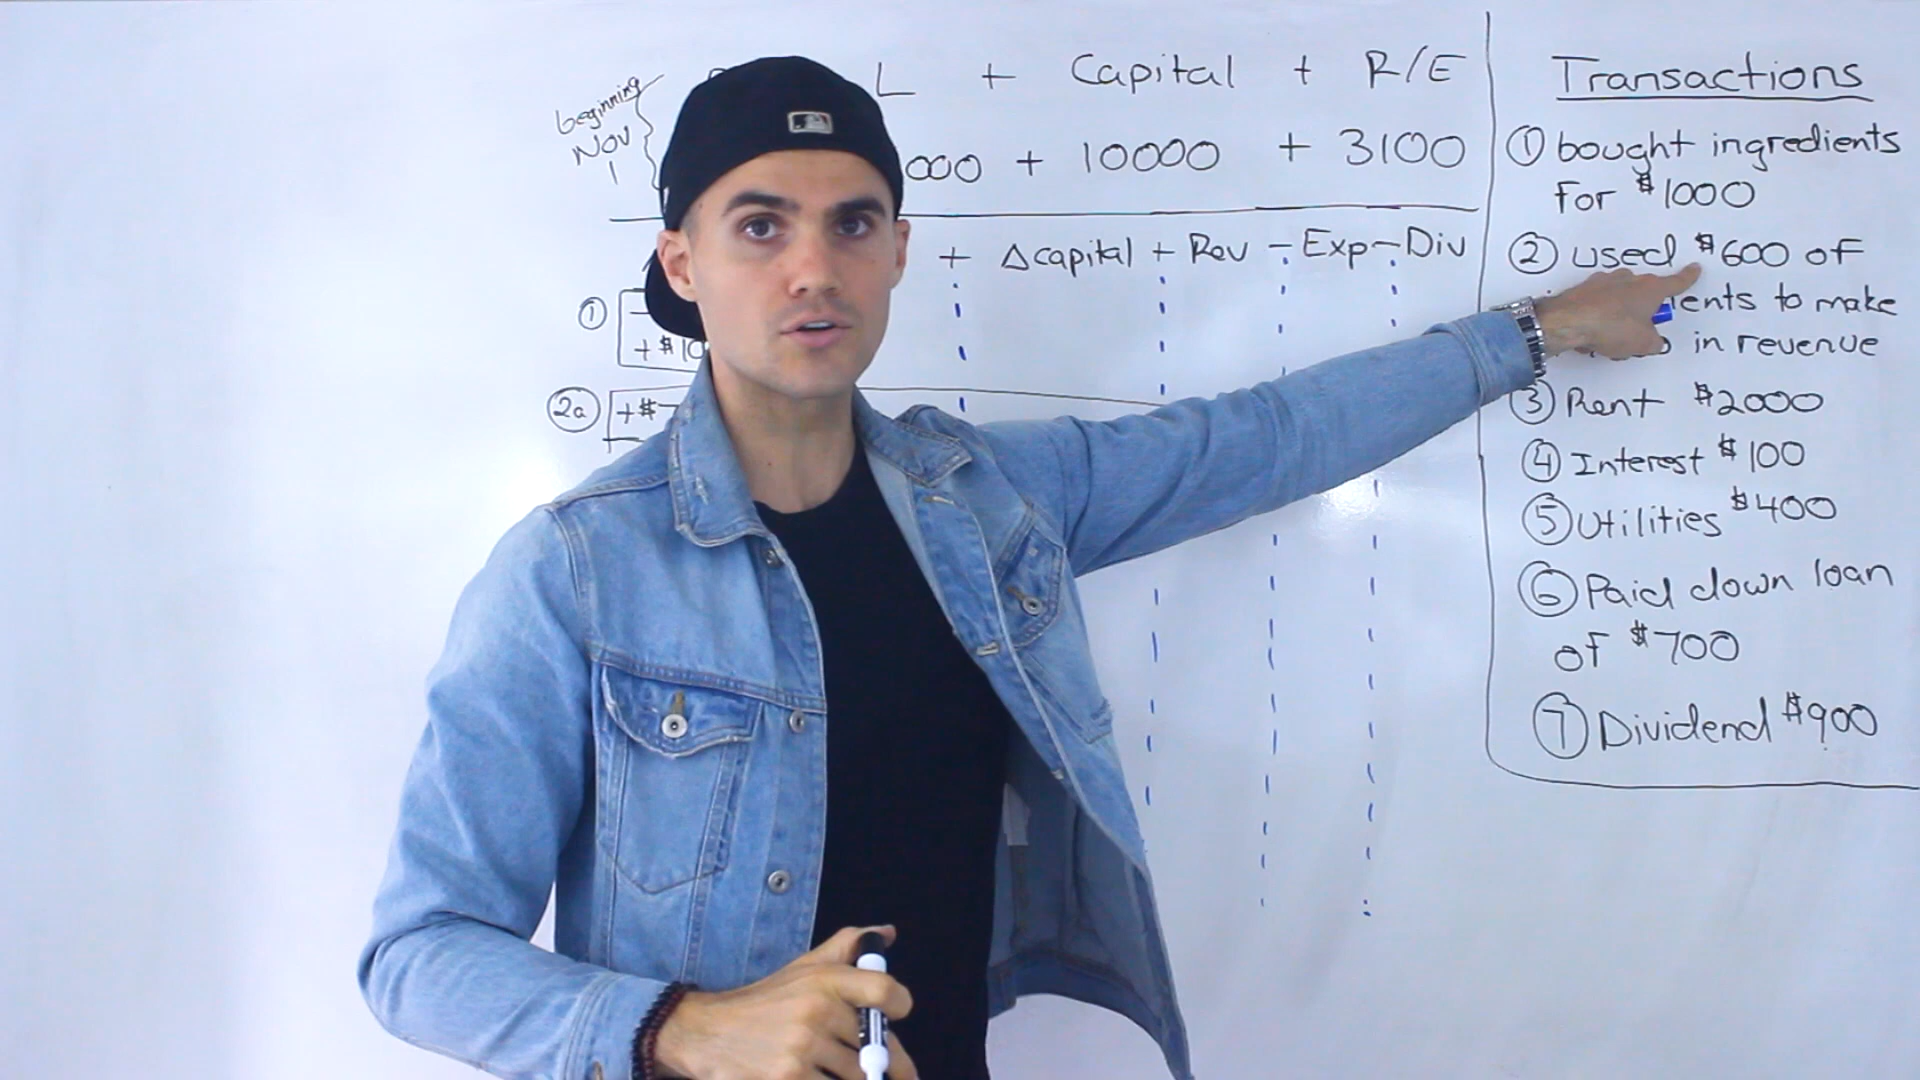 L + Capital + R/E
beginning
Nov
1
000 + 10000 + 3100
+ Δcapital + Rev - Exp - Div
①
+ $10
2a +$
Transactions
① bought ingredients
for $1000
② used $600 of
ients to make
in revenue
③ Rent $2000
④ Interest $100
⑤ Utilities $400
⑥ Paid down loan
of $700
⑦ Dividend $900